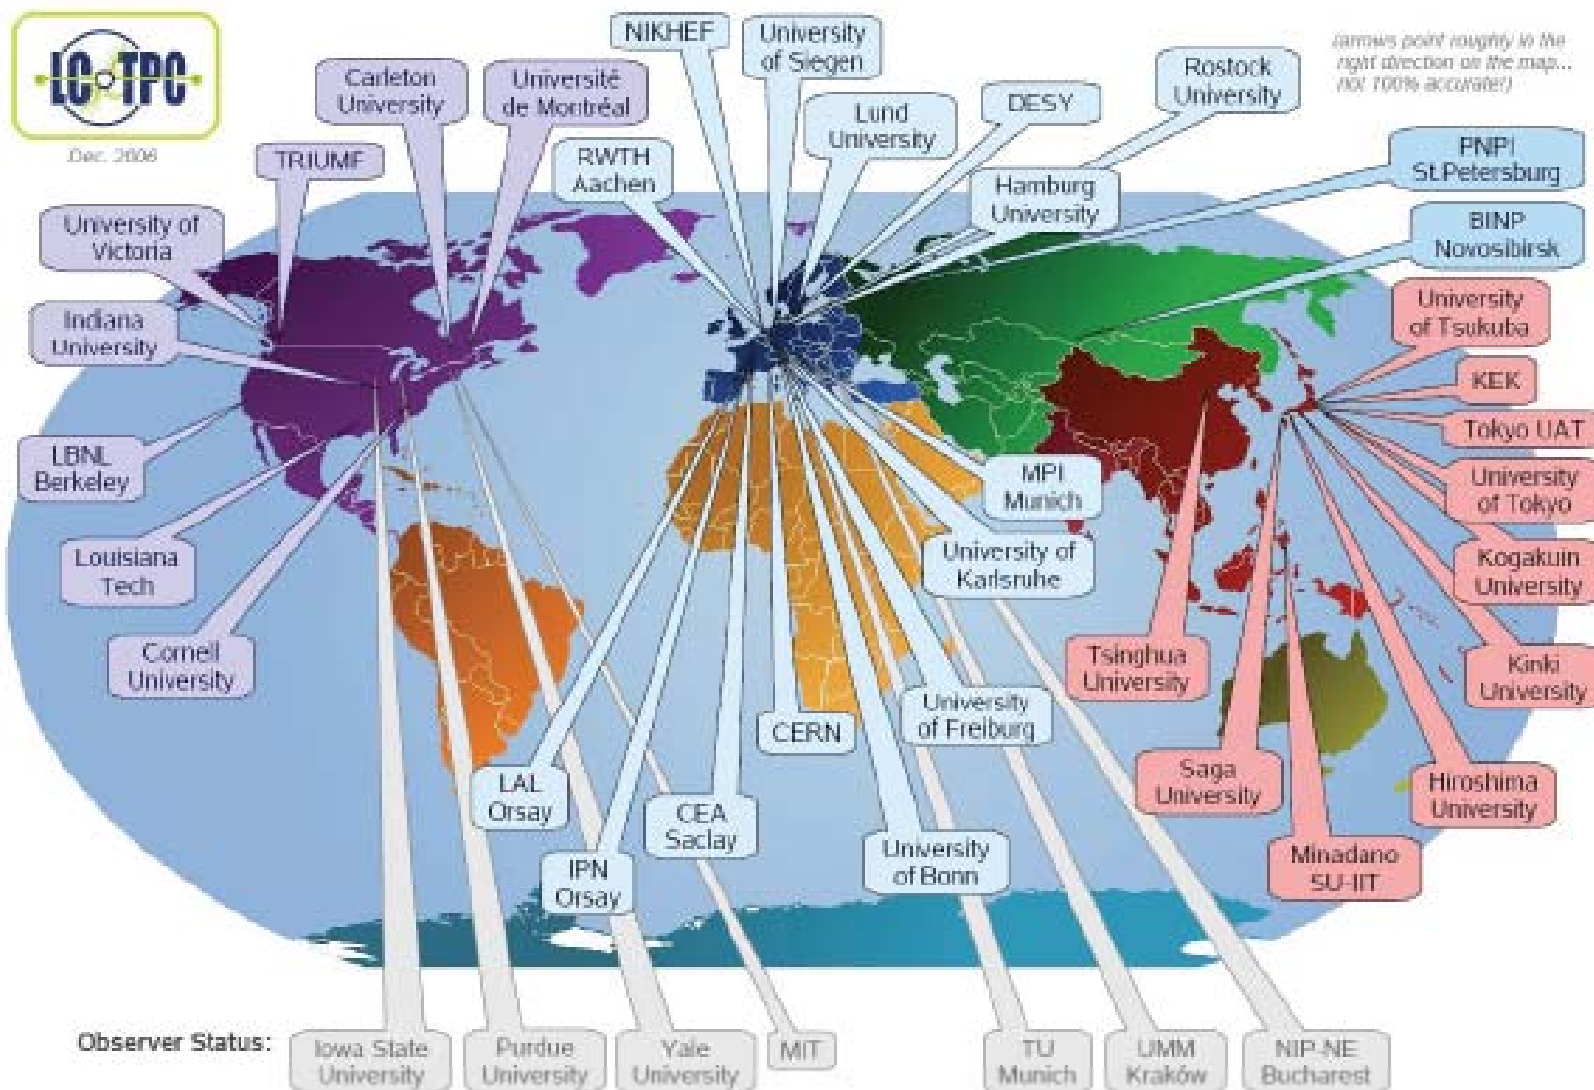 LC TPC
Dec. 2006
NIKHEF
University
of Siegen
(arrows point roughly in the
right direction on the map...
not 100% accurate!)
Carleton
University
Université
de Montréal
Rostock
University
DESY
Lund
University
TRIUMF
RWTH
Aachen
PNPI
St.Petersburg
Hamburg
University
University of
Victoria
BINP
Novosibirsk
Indiana
University
University
of Tsukuba
KEK
Tokyo UAT
LBNL
Berkeley
MPI
Munich
University
of Tokyo
Louisiana
Tech
University of
Karlsruhe
Kogakuin
University
Cornell
University
Tsinghua
University
Kinki
University
CERN
University
of Freiburg
LAL
Orsay
CEA
Saclay
Saga
University
Hiroshima
University
IPN
Orsay
University
of Bonn
Minadano
SU-IIT
Observer Status:
Iowa State
University
Purdue
University
Yale
University
MIT
TU
Munich
UMM
Kraków
NIP-NE
Bucharest